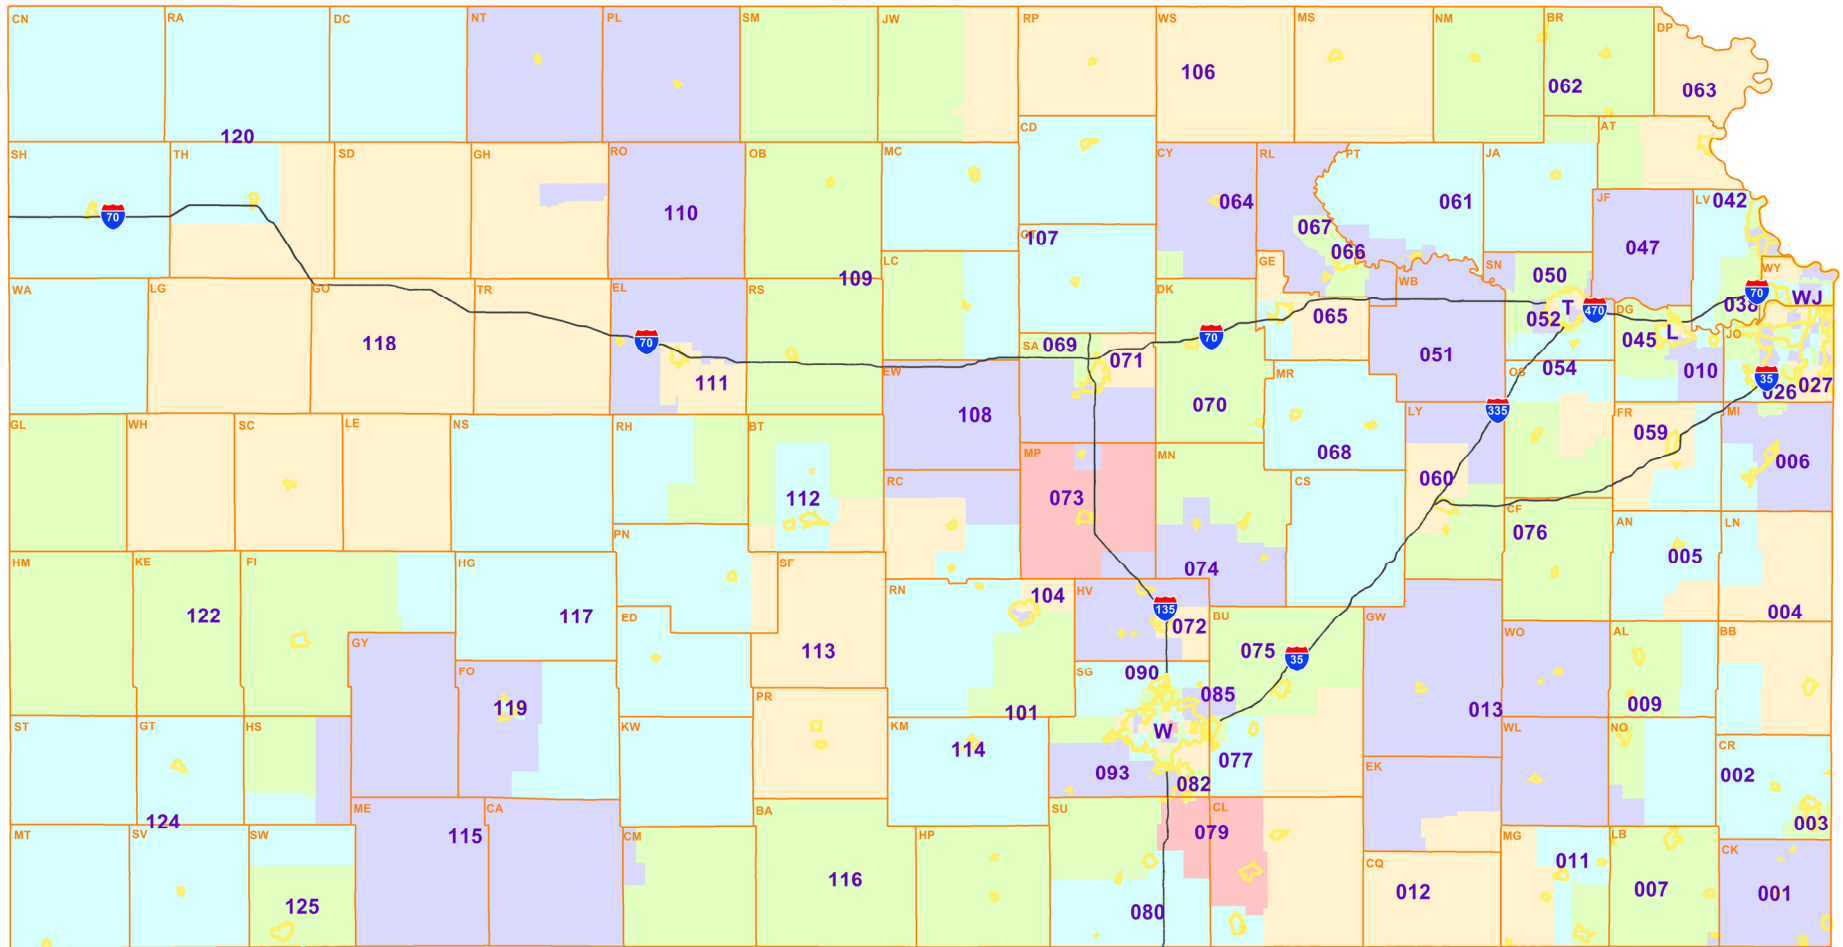 CN RA DC NT PL SM JW RP WS MS NM BR DP
106 062 063
120 CD AT
SH TH SD GH RO OB MC CY RL PT JA
JF LV 042
70 110 064 061
067
107 066 047
LC GE SN 050 WY
109 WB
WA LG GO TR EL RS DK 70 WJ
T 470 DG 038
065 052
118 70 SA 069 071 70 045 L JO
051
111 EW MR OS 054 010 35 027
026
070
108 335 LY FR MI
GL WH SC LE NS RH BT 059
MP MN 068 006
RC CS 060
112 073 CF
AN LN
PN 076
HM KE FI HG SF 074 005
RN 104 HV 135
122 117 ED BU 072 GW 004
WO AL BB
GY 113 075 35
FO SG 090
PR 085
119 101 013 009
ST GT HS KW KM W WL NO
114 CR
077 EK 002
093 082
ME CA BA SU CL
124 003
MT SV SW 115 CM HP 079 MG LB
CK
CQ 011
116 007 001
125 080 012